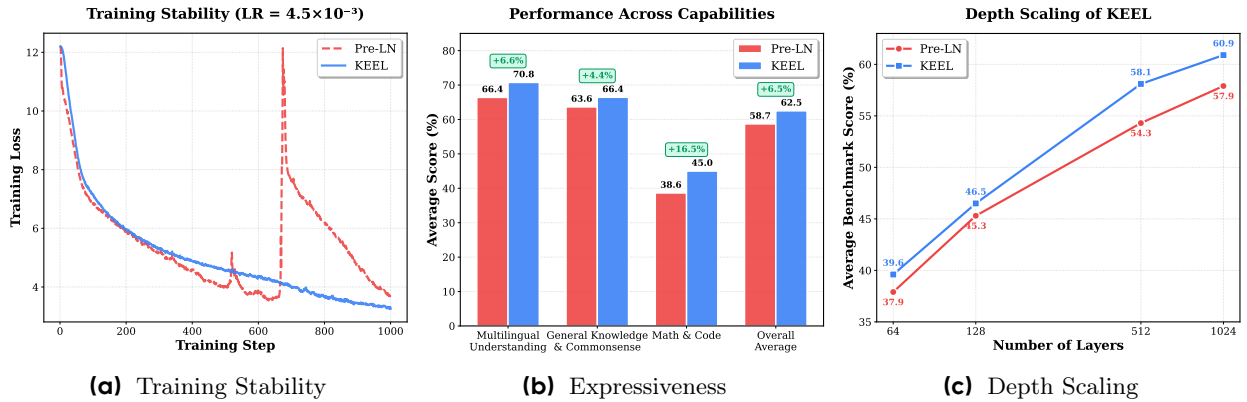 Training Stability (LR = 4.5×10⁻³)
Training Loss
12
10
8
6
4
0
200
400
600
800
1000
Training Step
Pre-LN
KEEL
(a) Training Stability
Performance Across Capabilities
Average Score (%)
80
70
60
50
40
30
20
10
0
+6.6%
66.4
70.8
+4.4%
63.6
66.4
+16.5%
38.6
45.0
+6.5%
58.7
62.5
Pre-LN
KEEL
Multilingual
Understanding
General Knowledge
& Commonsense
Math & Code
Overall
Average
(b) Expressiveness
Depth Scaling of KEEL
Average Benchmark Score (%)
60
55
50
45
40
35
Pre-LN
KEEL
39.6
37.9
46.5
45.3
58.1
54.3
60.9
57.9
64
128
512
1024
Number of Layers
(c) Depth Scaling